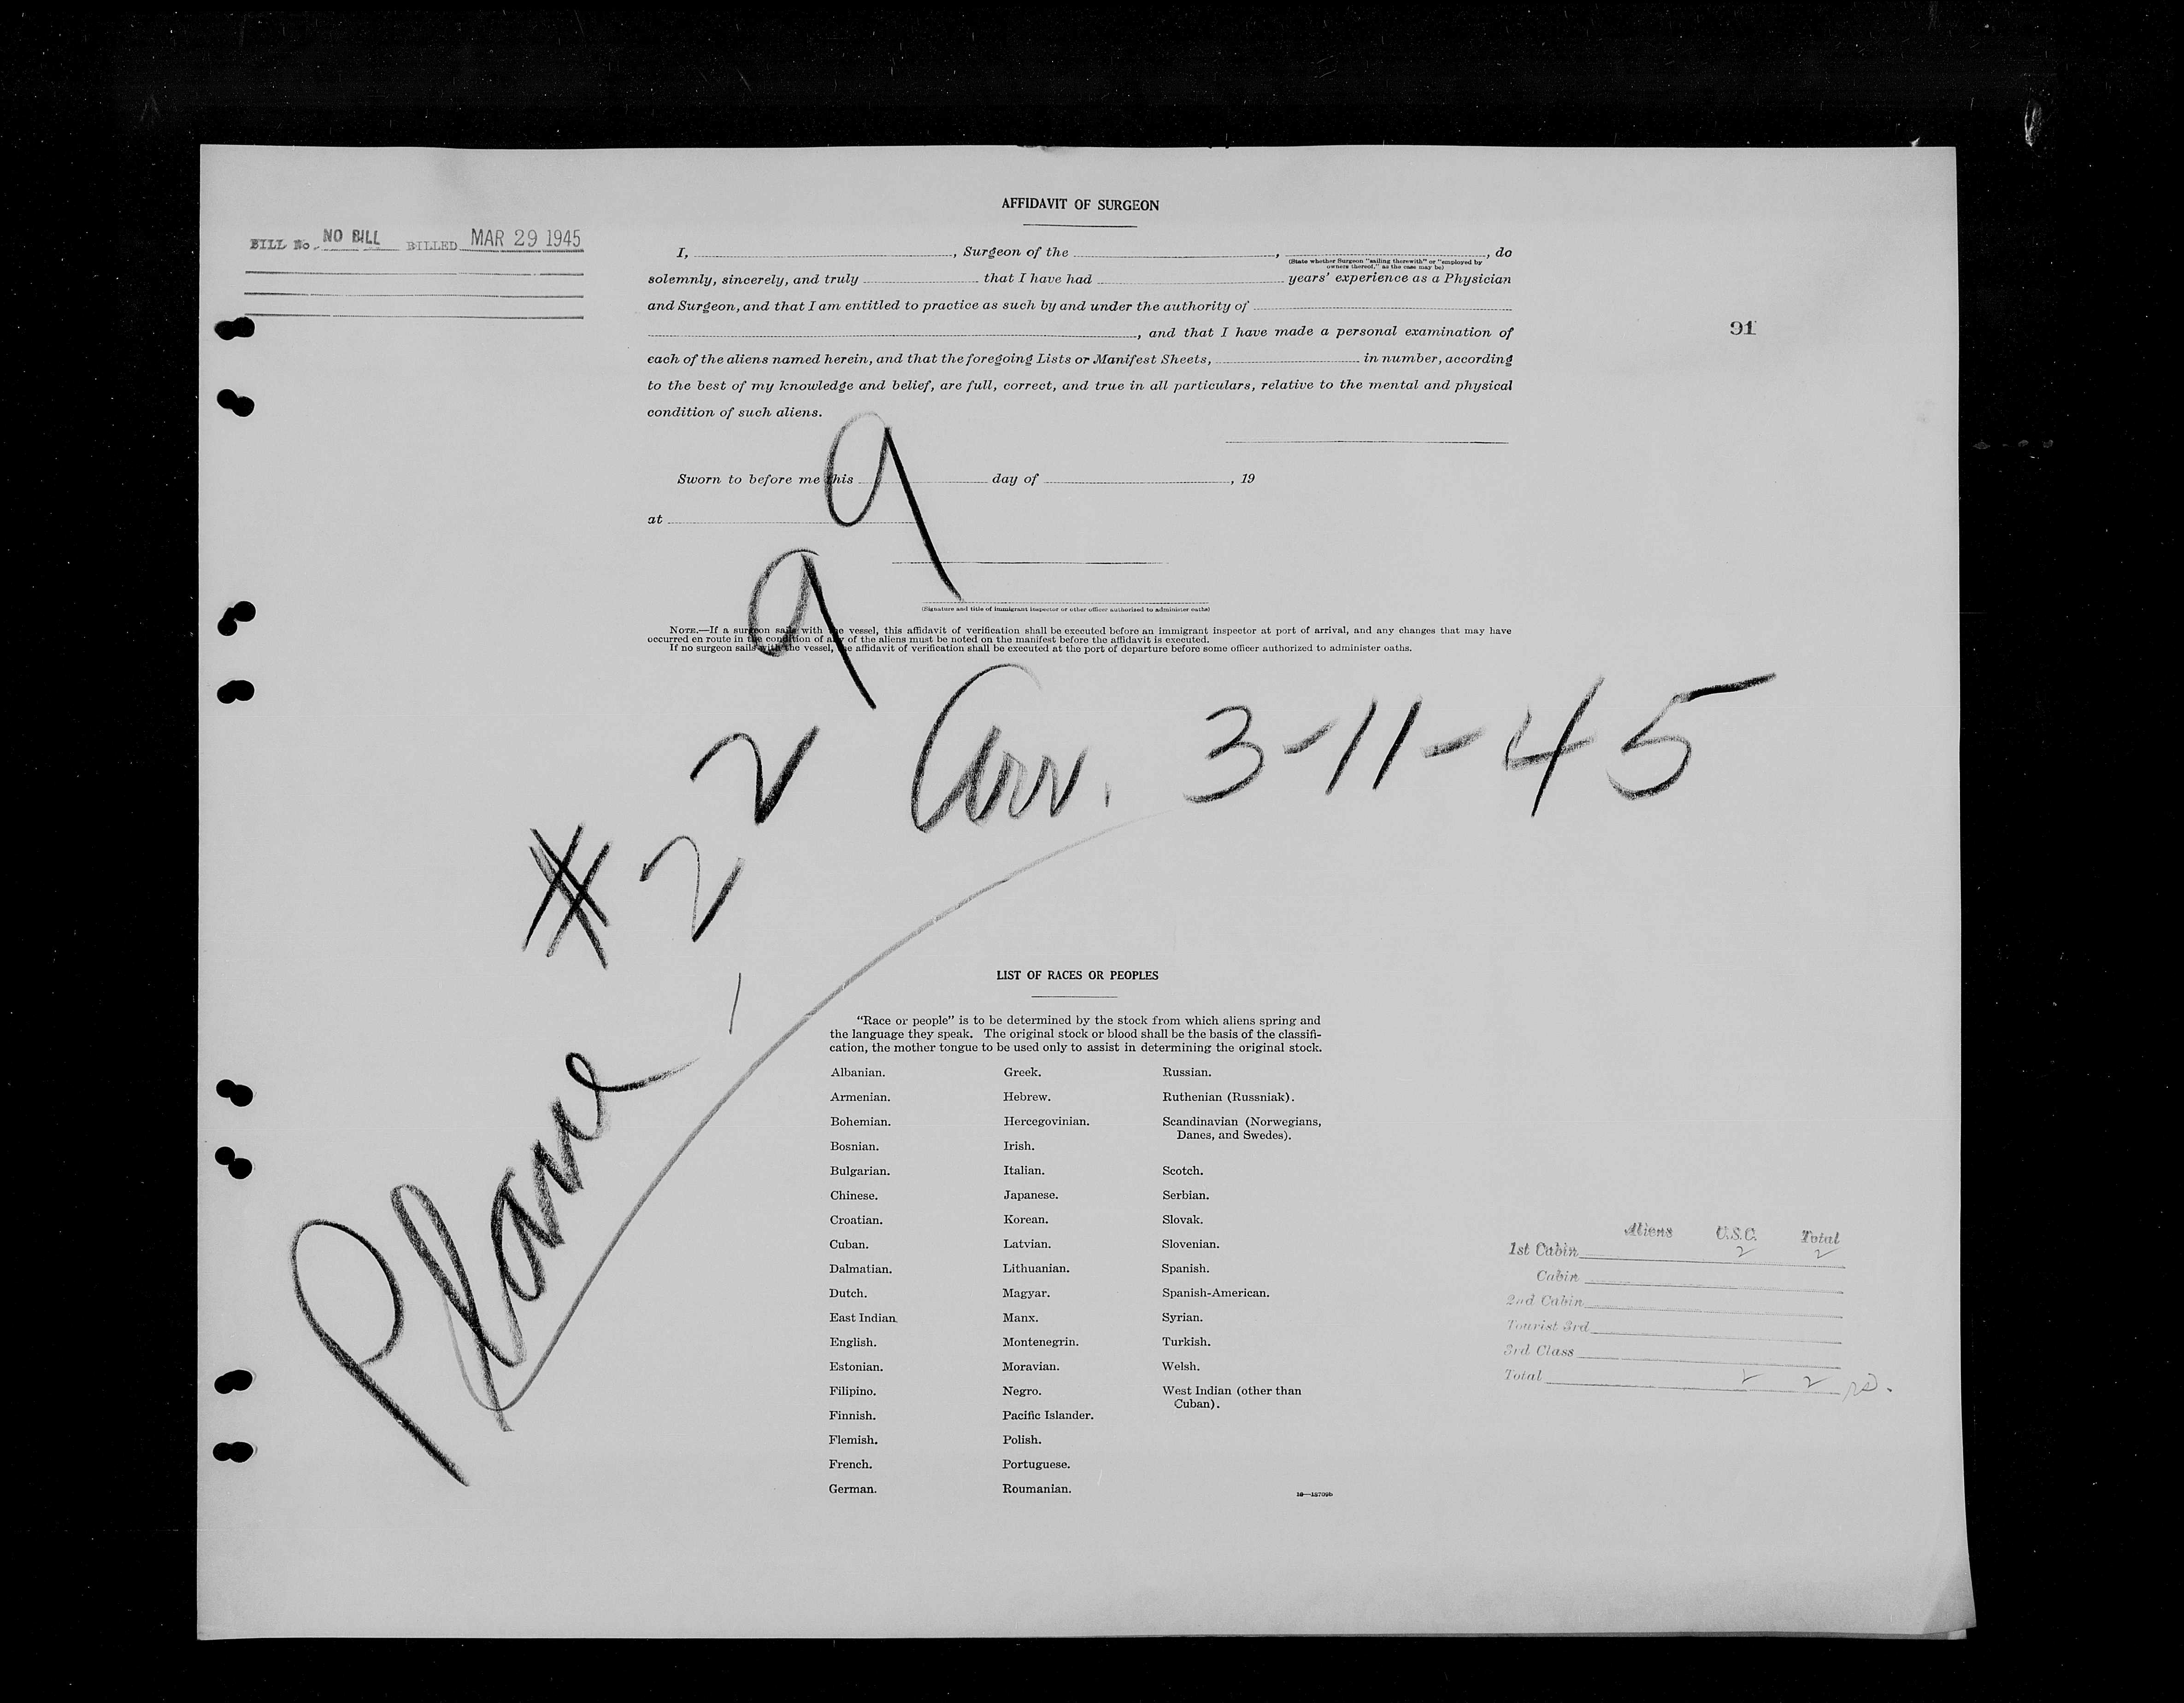 AFFIDAVIT OF SURGEON
BILL No. NO BILL BILLED MAR 29 1945
I, , Surgeon of the , , do
(State whether Surgeon "sailing therewith" or "employed by
owners thereof," as the case may be)
solemnly, sincerely, and truly that I have had years' experience as a Physician
and Surgeon, and that I am entitled to practice as such by and under the authority of
, and that I have made a personal examination of
91
each of the aliens named herein, and that the foregoing Lists or Manifest Sheets, in number, according
to the best of my knowledge and belief, are full, correct, and true in all particulars, relative to the mental and physical
condition of such aliens.
Sworn to before me this day of , 19
at
(Signature and title of immigrant inspector or other officer authorized to administer oaths)
NOTE.—If a surgeon sails with the vessel, this affidavit of verification shall be executed before an immigrant inspector at port of arrival, and any changes that may have
occurred en route in the condition of any of the aliens must be noted on the manifest before the affidavit is executed.
If no surgeon sails with the vessel, the affidavit of verification shall be executed at the port of departure before some officer authorized to administer oaths.
Plane - #2299
Arr. 3-11-45
LIST OF RACES OR PEOPLES
"Race or people" is to be determined by the stock from which aliens spring and
the language they speak. The original stock or blood shall be the basis of the classifi-
cation, the mother tongue to be used only to assist in determining the original stock.
Albanian.
Armenian.
Bohemian.
Bosnian.
Bulgarian.
Chinese.
Croatian.
Cuban.
Dalmatian.
Dutch.
East Indian.
English.
Estonian.
Filipino.
Finnish.
Flemish.
French.
German.
Greek.
Hebrew.
Hercegovinian.
Irish.
Italian.
Japanese.
Korean.
Latvian.
Lithuanian.
Magyar.
Manx.
Montenegrin.
Moravian.
Negro.
Pacific Islander.
Polish.
Portuguese.
Roumanian.
Russian.
Ruthenian (Russniak).
Scandinavian (Norwegians,
Danes, and Swedes).
Scotch.
Serbian.
Slovak.
Slovenian.
Spanish.
Spanish-American.
Syrian.
Turkish.
Welsh.
West Indian (other than
Cuban).
16—18709b
Aliens U.S.C. Total
1st Cabin 2 2
Cabin
2nd Cabin
Tourist 3rd
3rd Class
Total 2 2